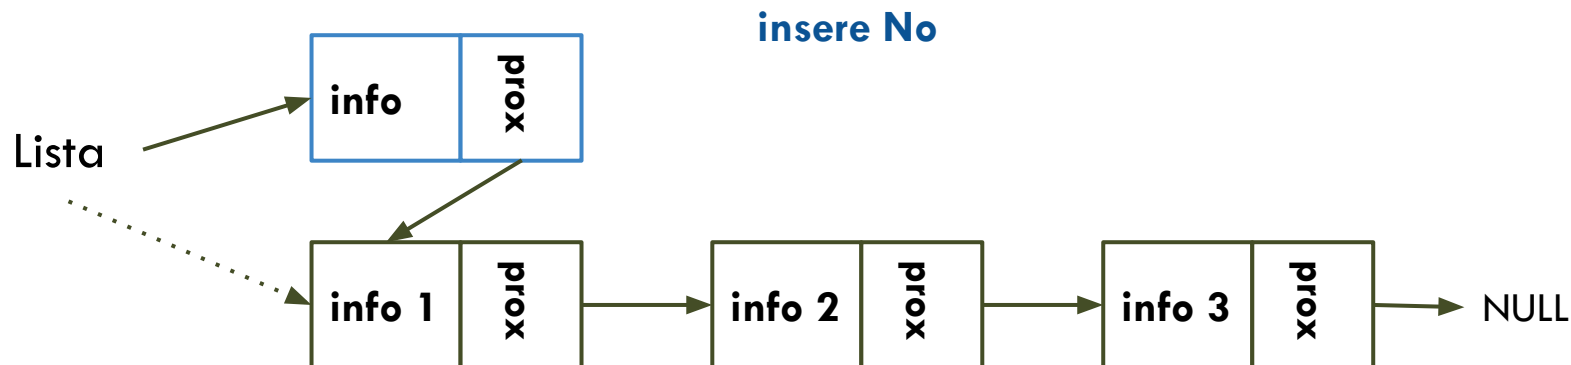 insere No
info prox
Lista
info 1 prox info 2 prox info 3 prox NULL